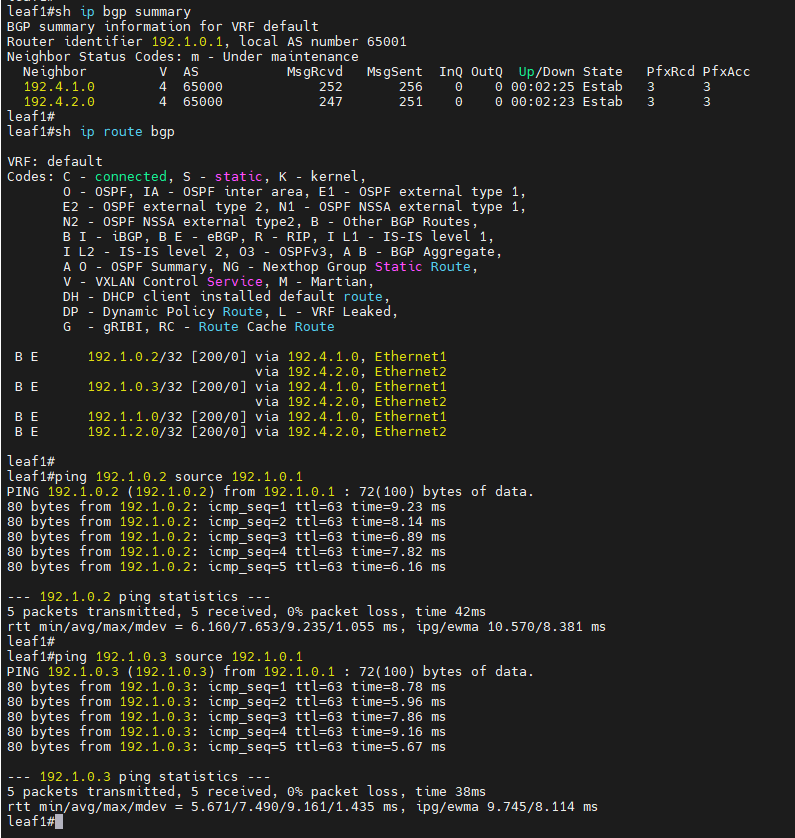 leaf1#sh ip bgp summary
BGP summary information for VRF default
Router identifier 192.1.0.1, local AS number 65001
Neighbor Status Codes: m - Under maintenance
  Neighbor         V  AS           MsgRcvd   MsgSent  InQ OutQ  Up/Down State   PfxRcd PfxAcc
  192.4.1.0        4  65000            252       256    0    0 00:02:25 Estab   3      3
  192.4.2.0        4  65000            247       251    0    0 00:02:23 Estab   3      3
leaf1#
leaf1#sh ip route bgp

VRF: default
Codes: C - connected, S - static, K - kernel,
       O - OSPF, IA - OSPF inter area, E1 - OSPF external type 1,
       E2 - OSPF external type 2, N1 - OSPF NSSA external type 1,
       N2 - OSPF NSSA external type2, B - Other BGP Routes,
       B I - iBGP, B E - eBGP, R - RIP, I L1 - IS-IS level 1,
       I L2 - IS-IS level 2, O3 - OSPFv3, A B - BGP Aggregate,
       A O - OSPF Summary, NG - Nexthop Group Static Route,
       V - VXLAN Control Service, M - Martian,
       DH - DHCP client installed default route,
       DP - Dynamic Policy Route, L - VRF Leaked,
       G  - gRIBI, RC - Route Cache Route

 B E      192.1.0.2/32 [200/0] via 192.4.1.0, Ethernet1
                               via 192.4.2.0, Ethernet2
 B E      192.1.0.3/32 [200/0] via 192.4.1.0, Ethernet1
                               via 192.4.2.0, Ethernet2
 B E      192.1.1.0/32 [200/0] via 192.4.1.0, Ethernet1
 B E      192.1.2.0/32 [200/0] via 192.4.2.0, Ethernet2

leaf1#
leaf1#ping 192.1.0.2 source 192.1.0.1
PING 192.1.0.2 (192.1.0.2) from 192.1.0.1 : 72(100) bytes of data.
80 bytes from 192.1.0.2: icmp_seq=1 ttl=63 time=9.23 ms
80 bytes from 192.1.0.2: icmp_seq=2 ttl=63 time=8.14 ms
80 bytes from 192.1.0.2: icmp_seq=3 ttl=63 time=6.89 ms
80 bytes from 192.1.0.2: icmp_seq=4 ttl=63 time=7.82 ms
80 bytes from 192.1.0.2: icmp_seq=5 ttl=63 time=6.16 ms

--- 192.1.0.2 ping statistics ---
5 packets transmitted, 5 received, 0% packet loss, time 42ms
rtt min/avg/max/mdev = 6.160/7.653/9.235/1.055 ms, ipg/ewma 10.570/8.381 ms
leaf1#
leaf1#ping 192.1.0.3 source 192.1.0.1
PING 192.1.0.3 (192.1.0.3) from 192.1.0.1 : 72(100) bytes of data.
80 bytes from 192.1.0.3: icmp_seq=1 ttl=63 time=8.78 ms
80 bytes from 192.1.0.3: icmp_seq=2 ttl=63 time=5.96 ms
80 bytes from 192.1.0.3: icmp_seq=3 ttl=63 time=7.86 ms
80 bytes from 192.1.0.3: icmp_seq=4 ttl=63 time=9.16 ms
80 bytes from 192.1.0.3: icmp_seq=5 ttl=63 time=5.67 ms

--- 192.1.0.3 ping statistics ---
5 packets transmitted, 5 received, 0% packet loss, time 38ms
rtt min/avg/max/mdev = 5.671/7.490/9.161/1.435 ms, ipg/ewma 9.745/8.114 ms
leaf1#